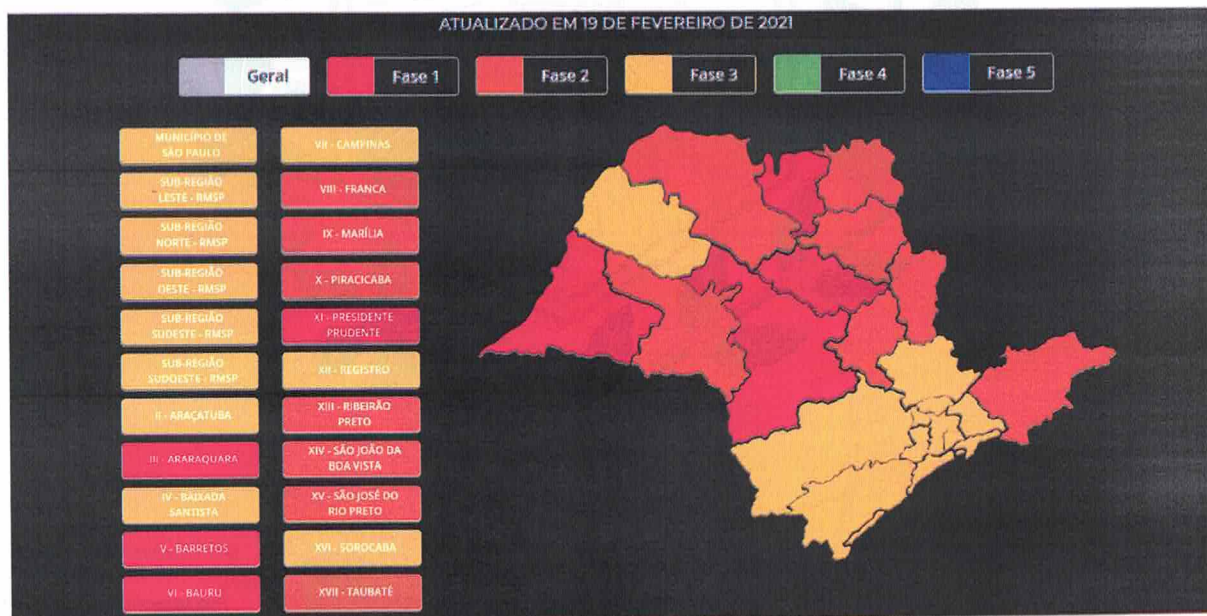 ATUALIZADO EM 19 DE FEVEREIRO DE 2021
Geral
Fase 1
Fase 2
Fase 3
Fase 4
Fase 5
MUNICÍPIO DE
SÃO PAULO
SUB-REGIÃO
LESTE - RMSP
SUB-REGIÃO
NORTE - RMSP
SUB-REGIÃO
OESTE - RMSP
SUB-REGIÃO
SUDESTE - RMSP
SUB-REGIÃO
SUDOESTE - RMSP
II - ARAÇATUBA
III - ARARAQUARA
IV - BAIXADA
SANTISTA
V - BARRETOS
VI - BAURU
VII - CAMPINAS
VIII - FRANCA
IX - MARÍLIA
X - PIRACICABA
XI - PRESIDENTE
PRUDENTE
XII - REGISTRO
XIII - RIBEIRÃO
PRETO
XIV - SÃO JOÃO DA
BOA VISTA
XV - SÃO JOSÉ DO
RIO PRETO
XVI - SOROCABA
XVII - TAUBATÉ